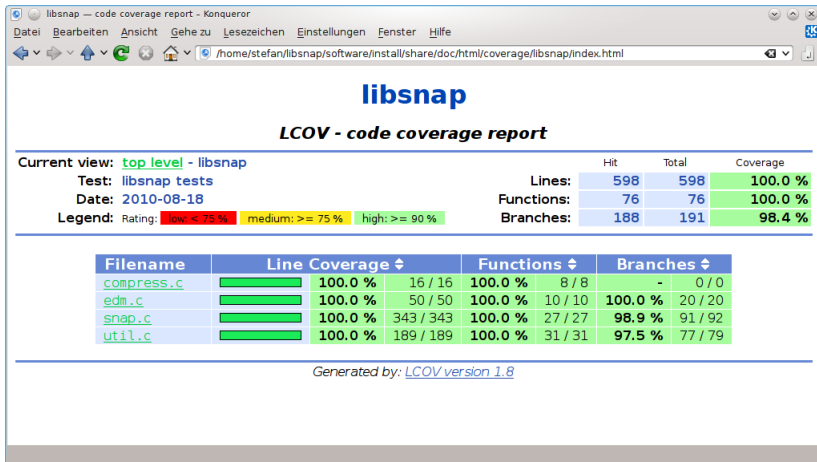 libsnap — code coverage report - Konqueror
Datei Bearbeiten Ansicht Gehe zu Lesezeichen Einstellungen Fenster Hilfe
/home/stefan/libsnap/software/install/share/doc/html/coverage/libsnap/index.html
libsnap
LCOV - code coverage report
Current view: top level - libsnap Hit Total Coverage
Test: libsnap tests Lines: 598 598 100.0 %
Date: 2010-08-18 Functions: 76 76 100.0 %
Legend: Rating: low: < 75 % medium: >= 75 % high: >= 90 % Branches: 188 191 98.4 %
Filename Line Coverage Functions Branches
compress.c 100.0 % 16 / 16 100.0 % 8 / 8 - 0 / 0
edm.c 100.0 % 50 / 50 100.0 % 10 / 10 100.0 % 20 / 20
snap.c 100.0 % 343 / 343 100.0 % 27 / 27 98.9 % 91 / 92
util.c 100.0 % 189 / 189 100.0 % 31 / 31 97.5 % 77 / 79
Generated by: LCOV version 1.8